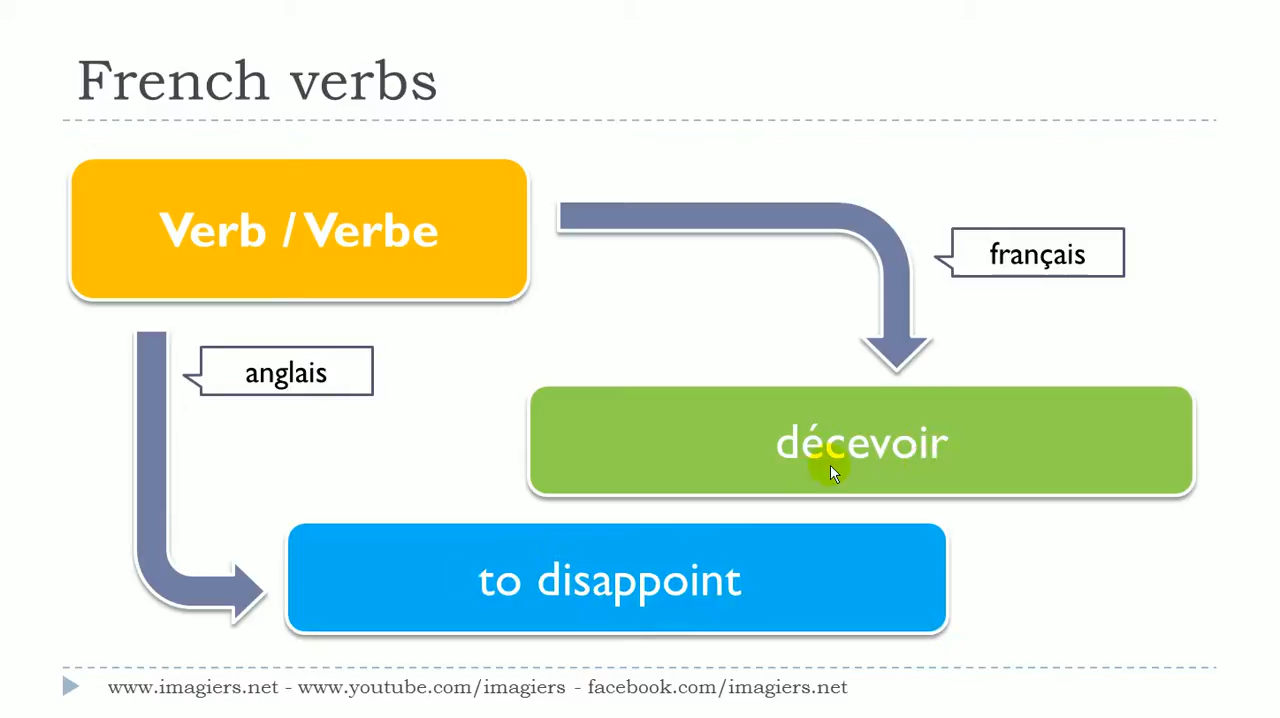 French verbs
Verb / Verbe
français
anglais
décevoir
to disappoint
www.imagiers.net - www.youtube.com/imagiers - facebook.com/imagiers.net